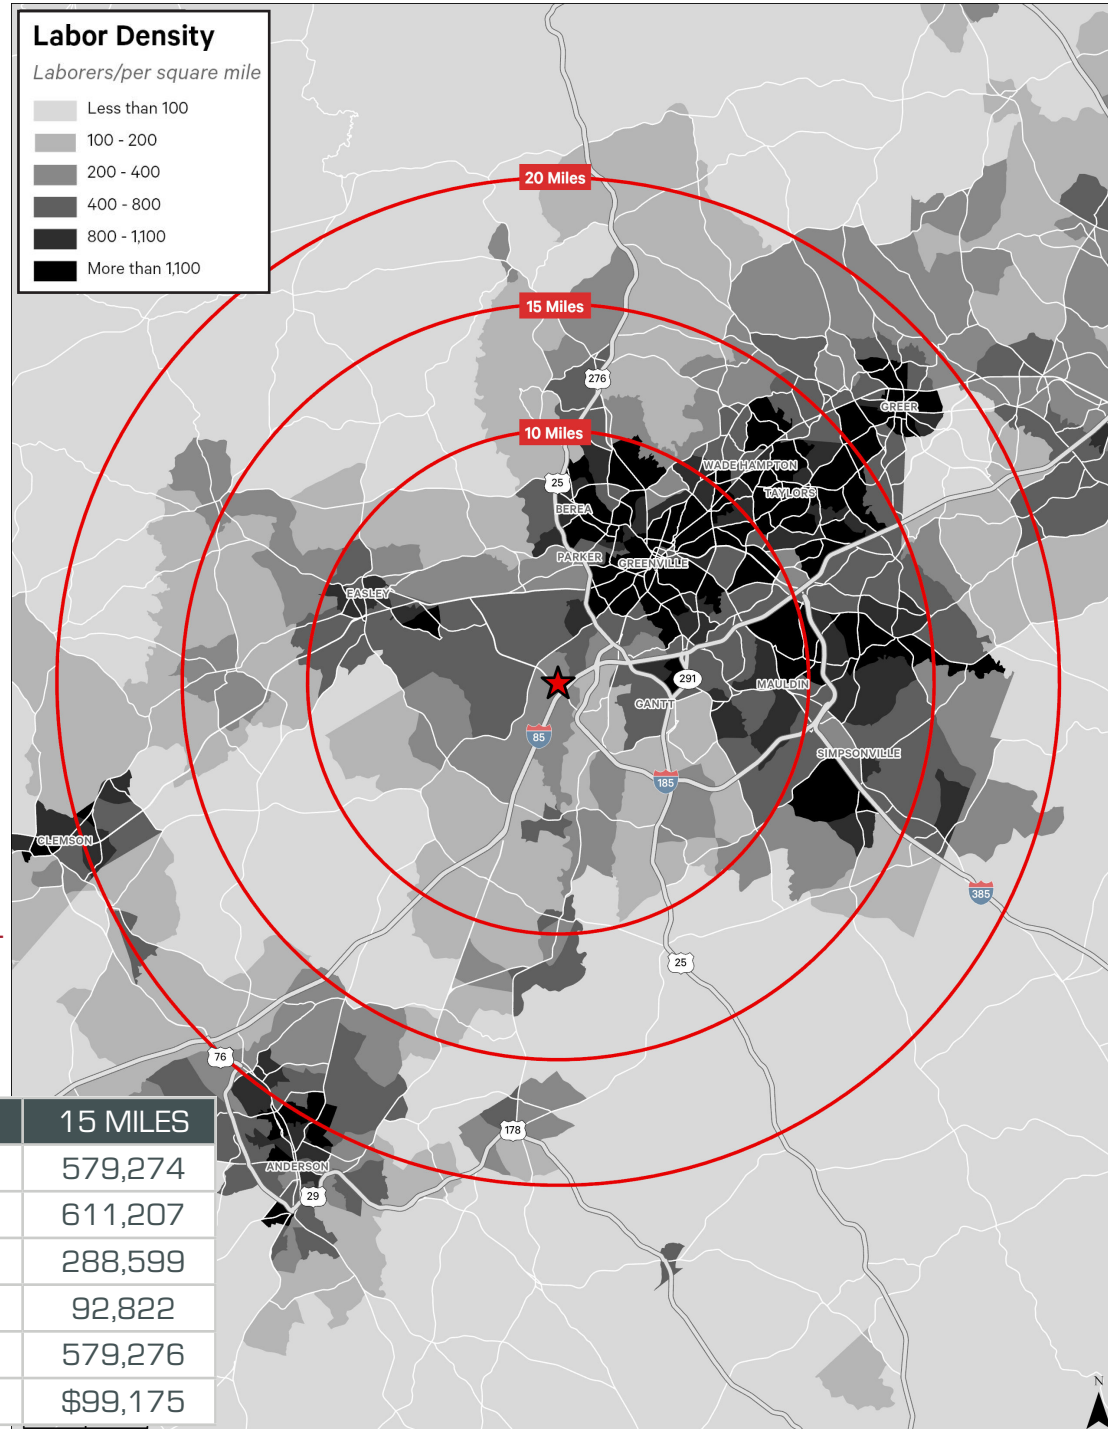 Labor Density
Laborers/per square mile
Less than 100
100 - 200
200 - 400
400 - 800
800 - 1,100
More than 1,100
20 Miles
15 Miles
276
GREER
10 Miles
WADE HAMPTON
25
TAYLORS
BEREA
PARKER
GREENVILLE
EASLEY
291
MAULDIN
GANTT
85
SIMPSONVILLE
185
CLEMSON
385
25
76
178
ANDERSON
29
15 MILES
579,274
611,207
288,599
92,822
579,276
$99,175
N